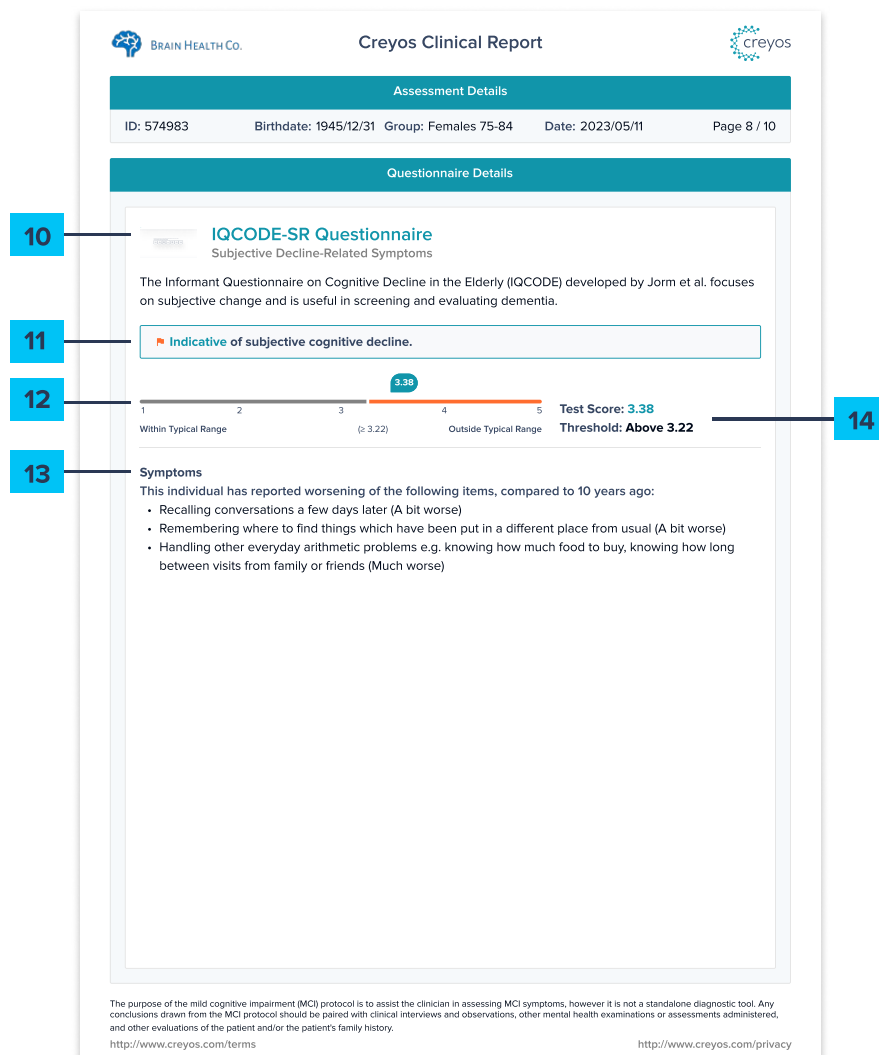 BRAIN HEALTH CO.
Creyos Clinical Report
creyos
Assessment Details
ID: 574983 Birthdate: 1945/12/31 Group: Females 75-84 Date: 2023/05/11 Page 8 / 10
Questionnaire Details
10
IQCODE-SR Questionnaire
Subjective Decline-Related Symptoms
The Informant Questionnaire on Cognitive Decline in the Elderly (IQCODE) developed by Jorm et al. focuses
on subjective change and is useful in screening and evaluating dementia.
11
Indicative of subjective cognitive decline.
12
3.38
1 2 3 4 5
Within Typical Range (≥ 3.22) Outside Typical Range
Test Score: 3.38
Threshold: Above 3.22
14
13
Symptoms
This individual has reported worsening of the following items, compared to 10 years ago:
• Recalling conversations a few days later (A bit worse)
• Remembering where to find things which have been put in a different place from usual (A bit worse)
• Handling other everyday arithmetic problems e.g. knowing how much food to buy, knowing how long
between visits from family or friends (Much worse)
The purpose of the mild cognitive impairment (MCI) protocol is to assist the clinician in assessing MCI symptoms, however it is not a standalone diagnostic tool. Any
conclusions drawn from the MCI protocol should be paired with clinical interviews and observations, other mental health examinations or assessments administered,
and other evaluations of the patient and/or the patient's family history.
http://www.creyos.com/terms http://www.creyos.com/privacy